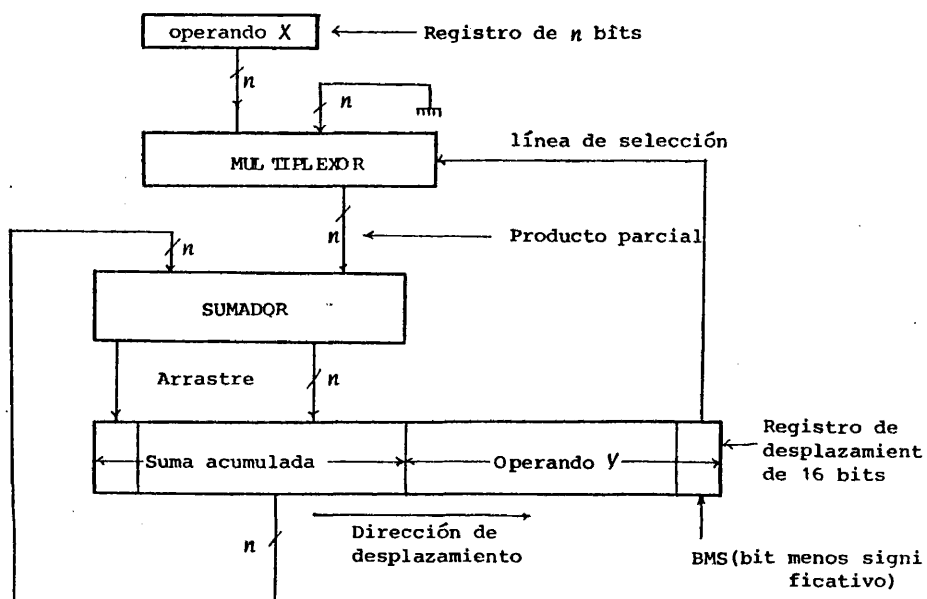 operando X
Registro de n bits
n
n
línea de selección
MULTIPLEXOR
n
Producto parcial
n
SUMADOR
Arrastre
n
Suma acumulada
Operando Y
Registro de
desplazamient
de 16 bits
n
Dirección de
desplazamiento
BMS(bit menos signi
ficativo)